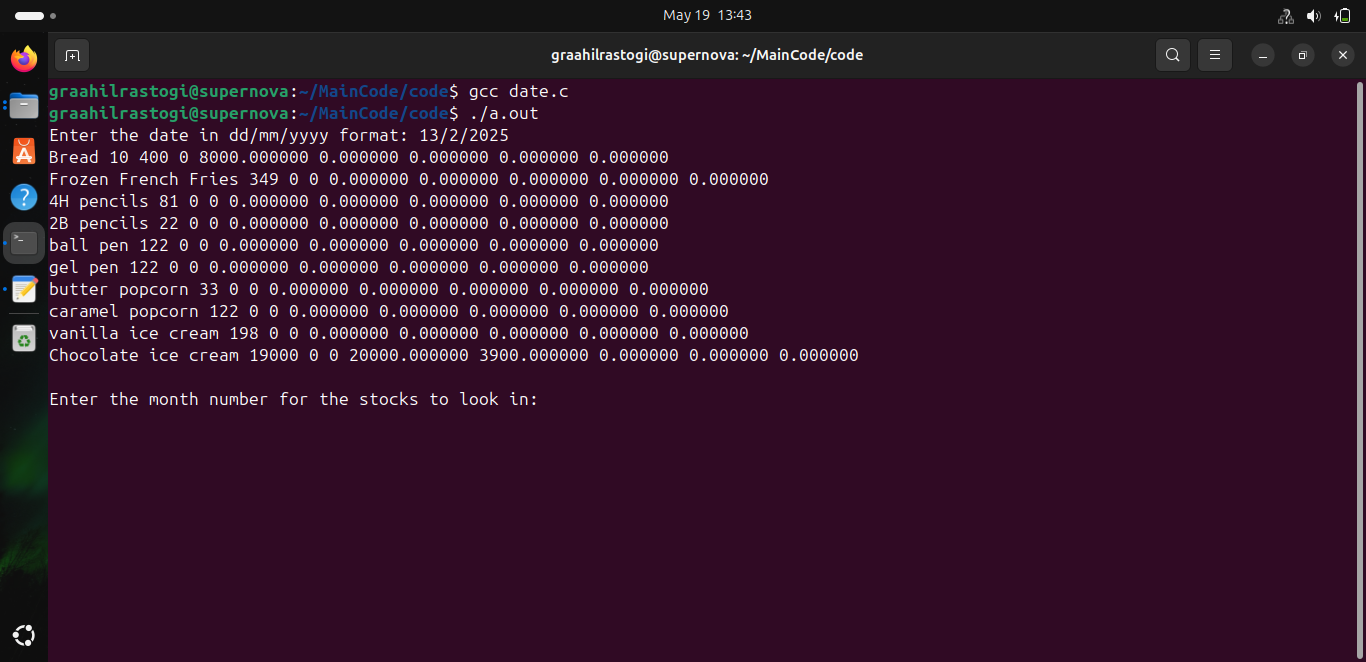 May 19 13:43
graahilrastogi@supernova: ~/MainCode/code
graahilrastogi@supernova:~/MainCode/code$ gcc date.c
graahilrastogi@supernova:~/MainCode/code$ ./a.out
Enter the date in dd/mm/yyyy format: 13/2/2025
Bread 10 400 0 8000.000000 0.000000 0.000000 0.000000 0.000000
Frozen French Fries 349 0 0 0.000000 0.000000 0.000000 0.000000 0.000000
4H pencils 81 0 0 0.000000 0.000000 0.000000 0.000000 0.000000
2B pencils 22 0 0 0.000000 0.000000 0.000000 0.000000 0.000000
ball pen 122 0 0 0.000000 0.000000 0.000000 0.000000 0.000000
gel pen 122 0 0 0.000000 0.000000 0.000000 0.000000 0.000000
butter popcorn 33 0 0 0.000000 0.000000 0.000000 0.000000 0.000000
caramel popcorn 122 0 0 0.000000 0.000000 0.000000 0.000000 0.000000
vanilla ice cream 198 0 0 0.000000 0.000000 0.000000 0.000000 0.000000
Chocolate ice cream 19000 0 0 20000.000000 3900.000000 0.000000 0.000000 0.000000
Enter the month number for the stocks to look in: